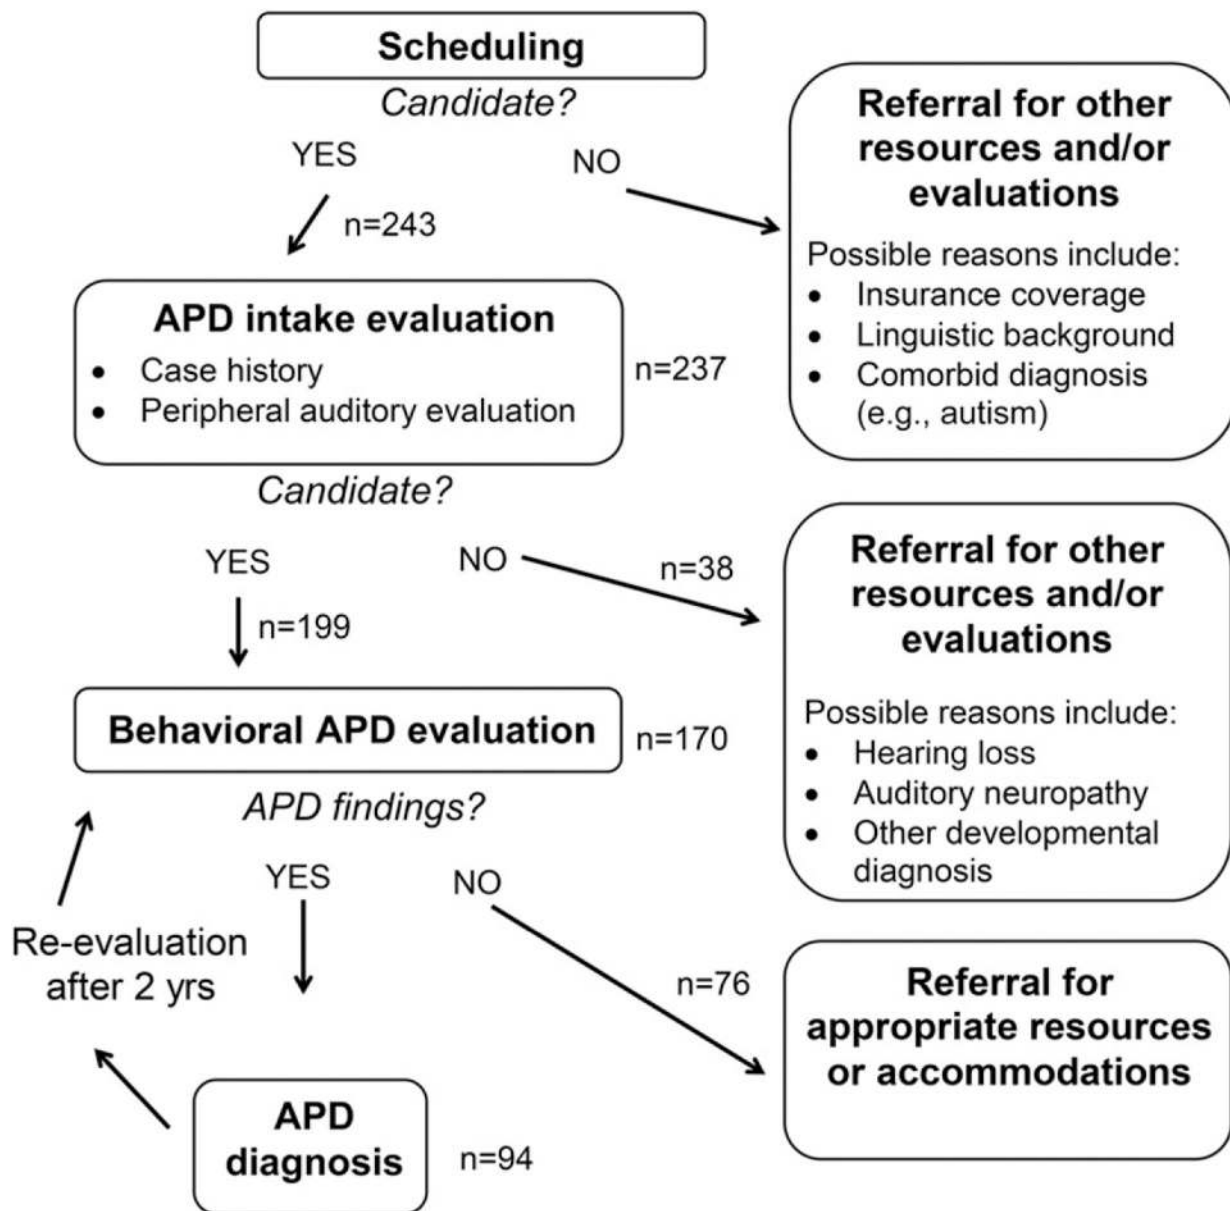 Scheduling
Candidate?
YES
NO
n=243
Referral for other
resources and/or
evaluations
Possible reasons include:
• Insurance coverage
• Linguistic background
• Comorbid diagnosis
(e.g., autism)
APD intake evaluation
• Case history
• Peripheral auditory evaluation
n=237
Candidate?
YES
NO
n=38
n=199
Referral for other
resources and/or
evaluations
Possible reasons include:
• Hearing loss
• Auditory neuropathy
• Other developmental
diagnosis
Behavioral APD evaluation
n=170
APD findings?
YES
NO
Re-evaluation
after 2 yrs
n=76
Referral for
appropriate resources
or accommodations
APD
diagnosis
n=94